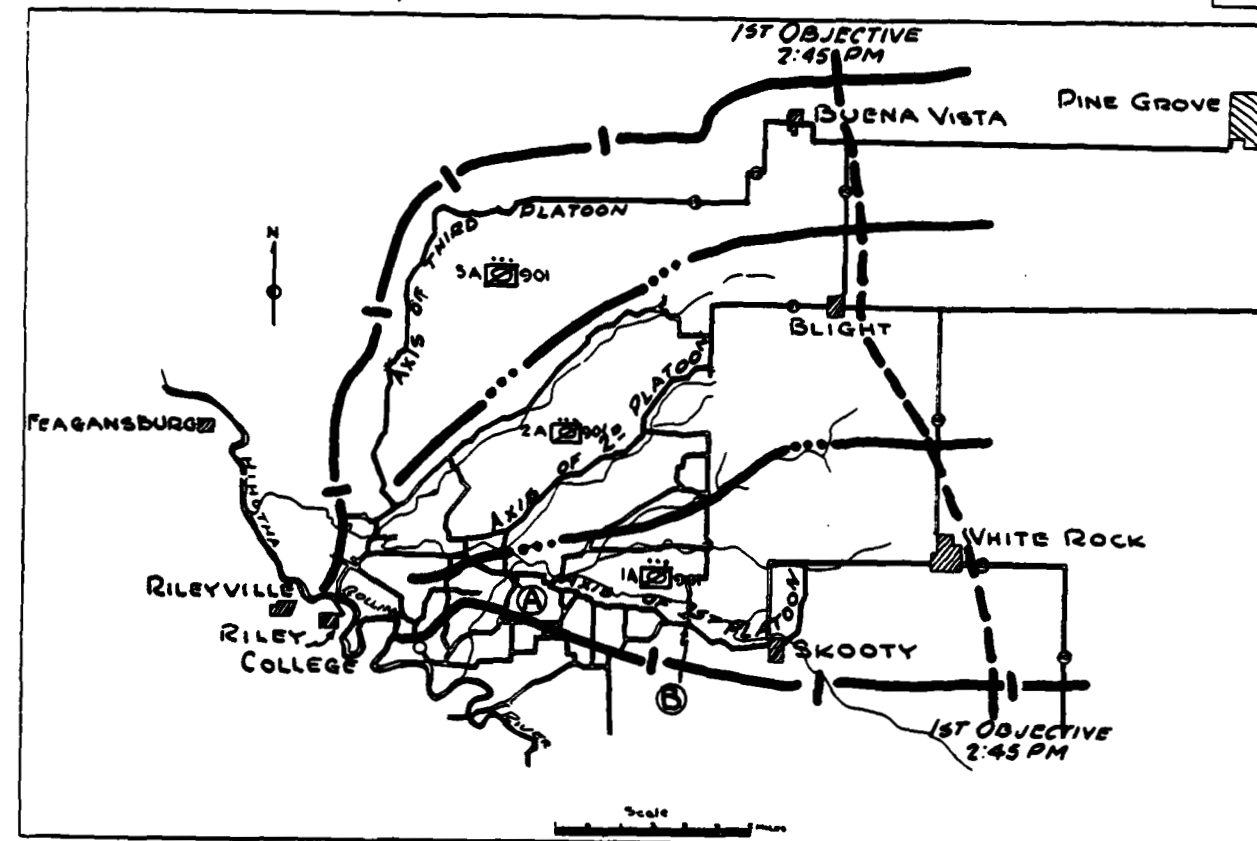 1ST OBJECTIVE
2:45 PM
BUENA VISTA
PINE GROVE
N
AXIS OF THIRD PLATOON
3A 901
BLIGHT
FEAGANSBURG
2A 901
AXIS OF 2D PLATOON
WHITE ROCK
RILEYVILLE
RILEY
COLLEGE
1A 901
AXIS OF 1ST PLATOON
A
SKOOTY
B
RIVER
1ST OBJECTIVE
2:45 PM
Scale
MILES